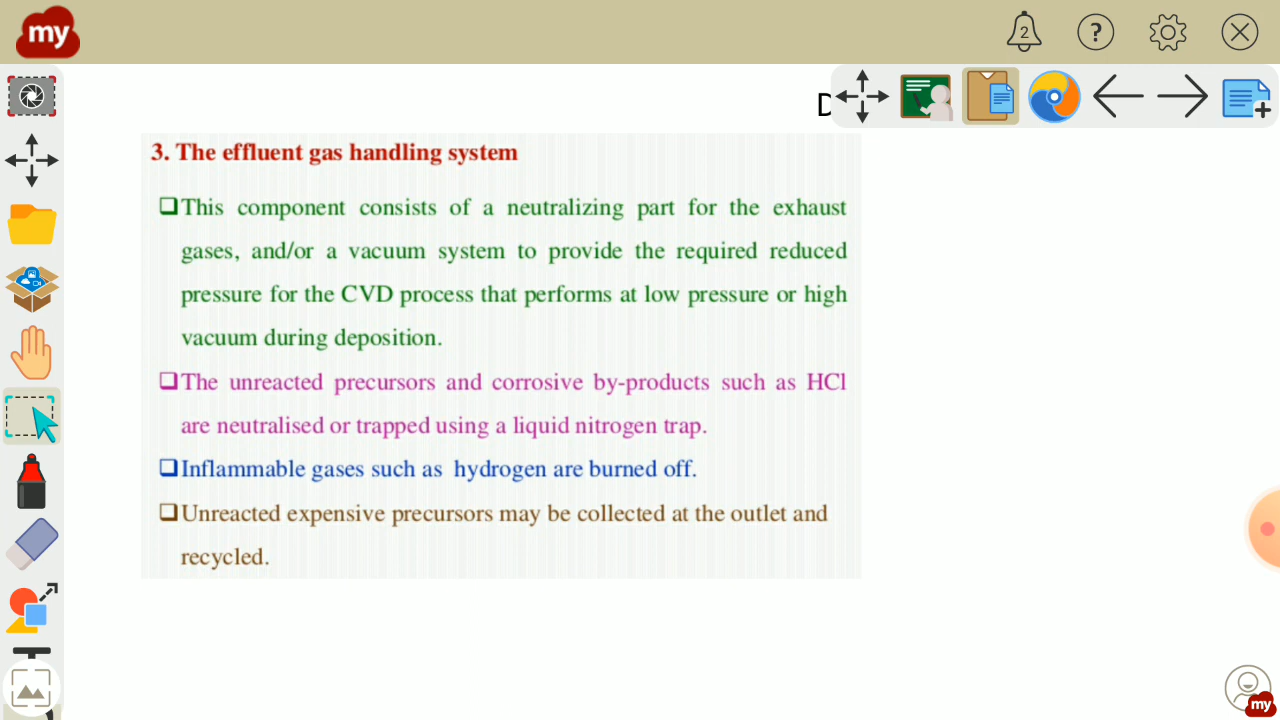 my
2
?
D
3. The effluent gas handling system
❑This component consists of a neutralizing part for the exhaust
gases, and/or a vacuum system to provide the required reduced
pressure for the CVD process that performs at low pressure or high
vacuum during deposition.
❑The unreacted precursors and corrosive by-products such as HCl
are neutralised or trapped using a liquid nitrogen trap.
❑Inflammable gases such as hydrogen are burned off.
❑Unreacted expensive precursors may be collected at the outlet and
recycled.
my